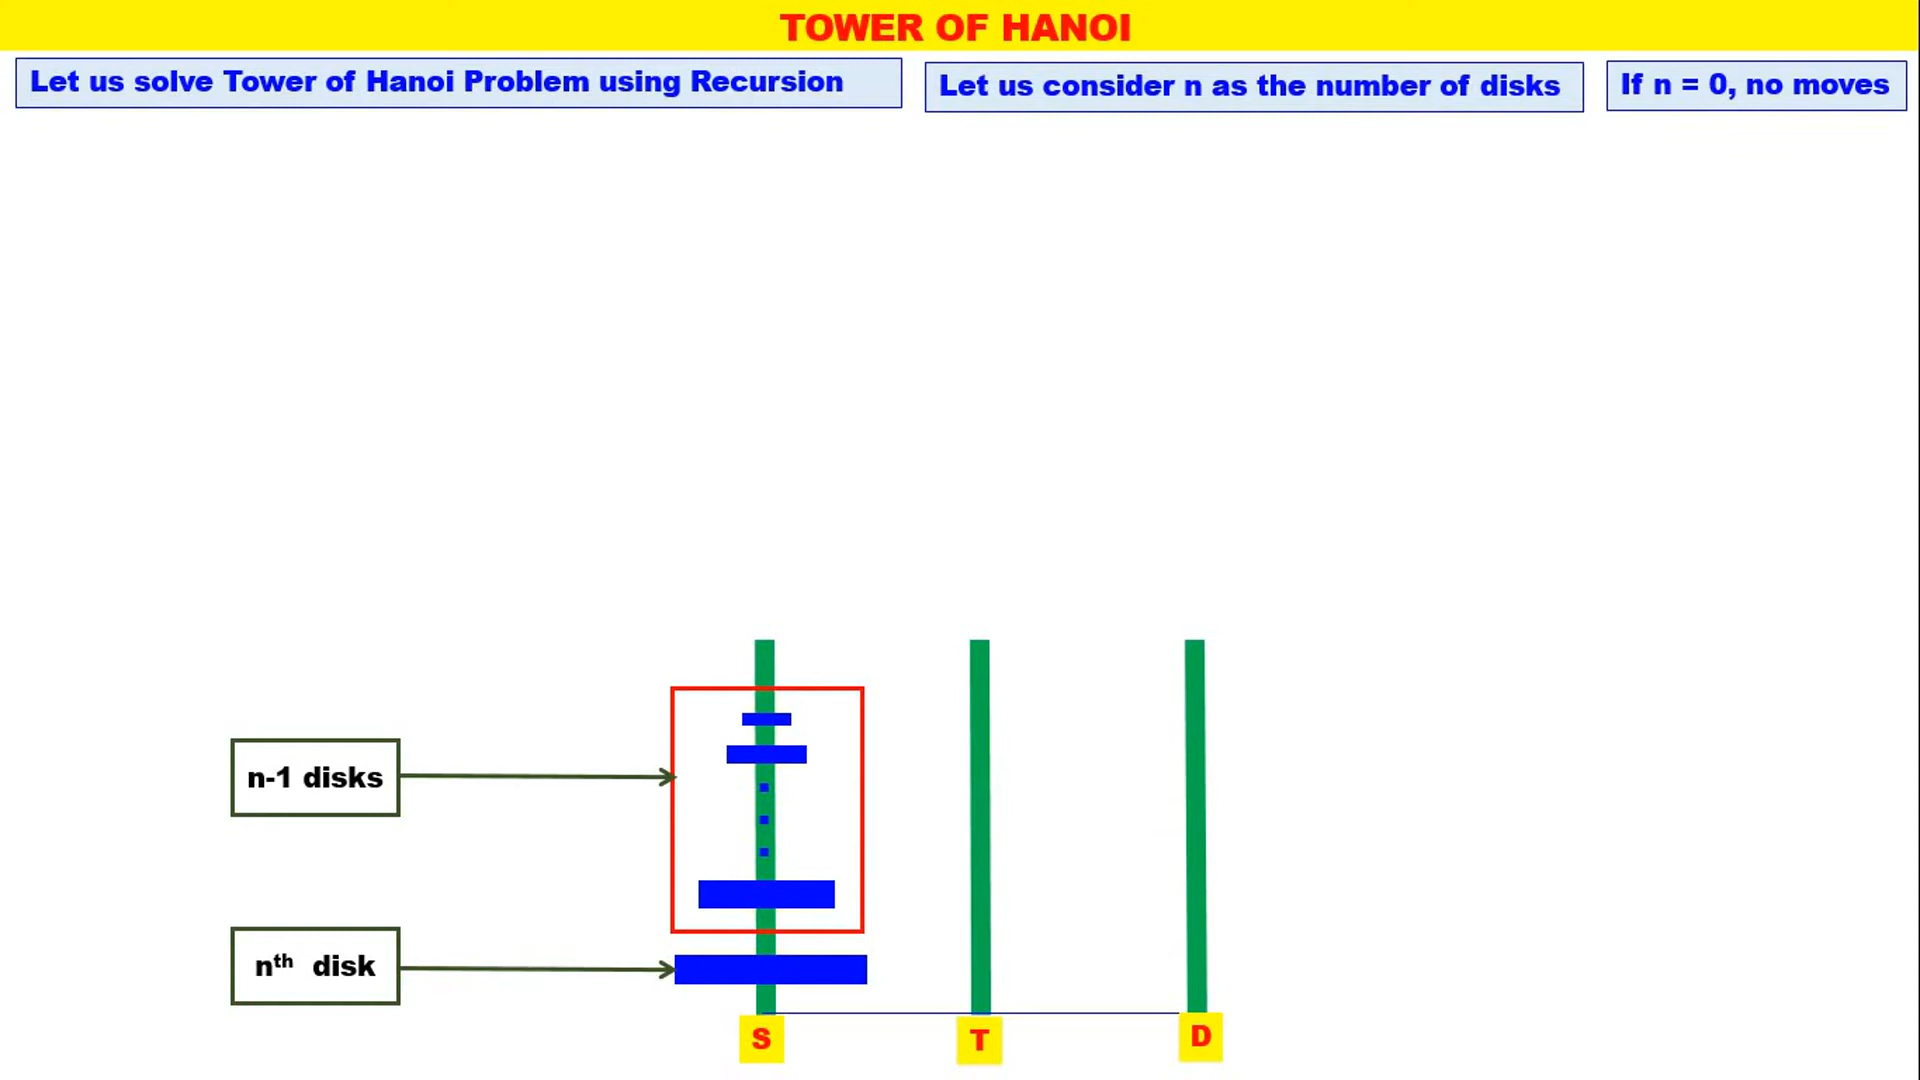 TOWER OF HANOI
Let us solve Tower of Hanoi Problem using Recursion
Let us consider n as the number of disks
If n = 0, no moves
n-1 disks
nth disk
S
T
D